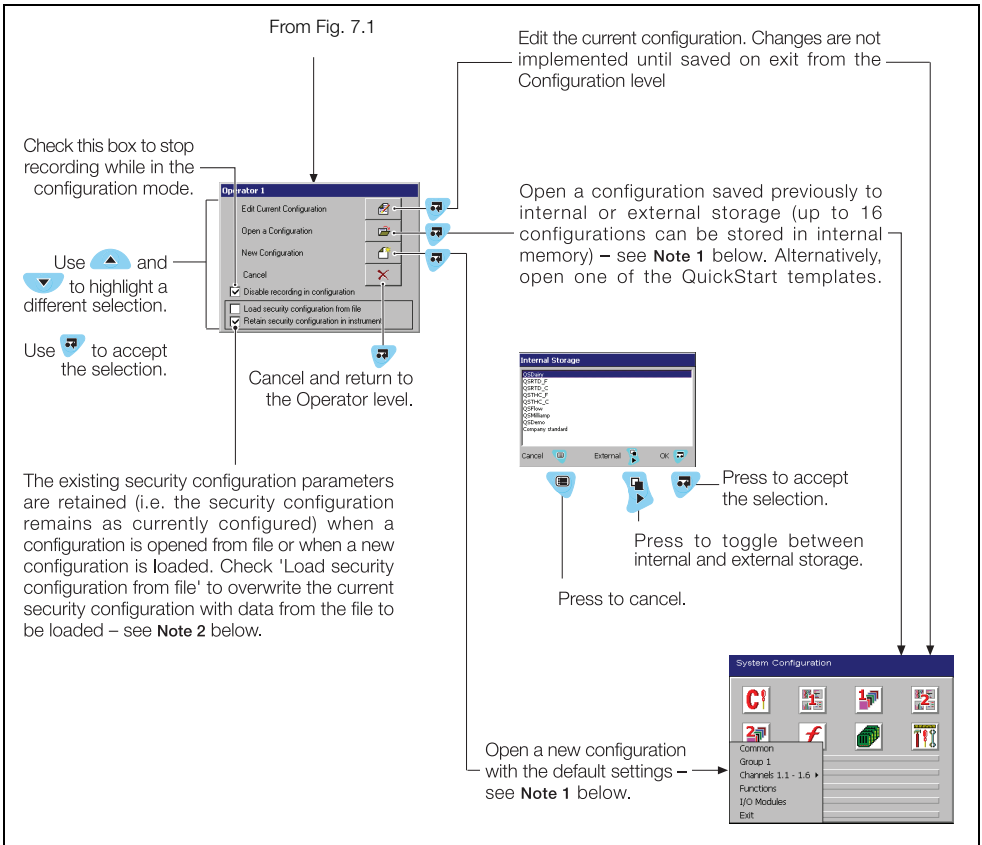 From Fig. 7.1
Edit the current configuration. Changes are not
implemented until saved on exit from the
Configuration level
Check this box to stop
recording while in the
configuration mode.
Operator 1
Edit Current Configuration
Open a Configuration
New Configuration
Cancel
Disable recording in configuration
Load security configuration from file
Retain security configuration in instrument
Open a configuration saved previously to
internal or external storage (up to 16
configurations can be stored in internal
memory) – see Note 1 below. Alternatively,
open one of the QuickStart templates.
Use and
to highlight a
different selection.
Use to accept
the selection.
Cancel and return to
the Operator level.
Internal Storage
QSDairy
QSRTD_F
QSRTD_C
QSTHC_F
QSTHC_C
QSFlow
QSMilliamp
QSDemo
Company standard
Cancel External OK
Press to accept
the selection.
Press to toggle between
internal and external storage.
Press to cancel.
The existing security configuration parameters
are retained (i.e. the security configuration
remains as currently configured) when a
configuration is opened from file or when a new
configuration is loaded. Check 'Load security
configuration from file' to overwrite the current
security configuration with data from the file to
be loaded – see Note 2 below.
Open a new configuration
with the default settings –
see Note 1 below.
System Configuration
C 1 1 2
2 f
Common
Group 1
Channels 1.1 - 1.6
Functions
I/O Modules
Exit